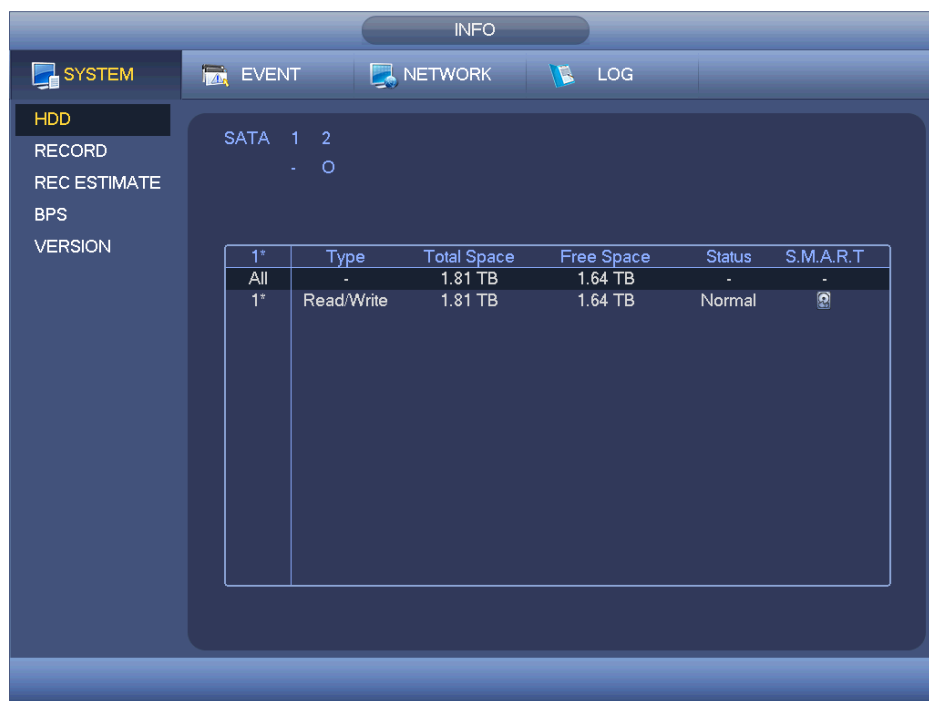 INFO
SYSTEM EVENT NETWORK LOG
HDD
RECORD
REC ESTIMATE
BPS
VERSION
SATA 1 2
- O
1* Type Total Space Free Space Status S.M.A.R.T
All - 1.81 TB 1.64 TB - -
1* Read/Write 1.81 TB 1.64 TB Normal